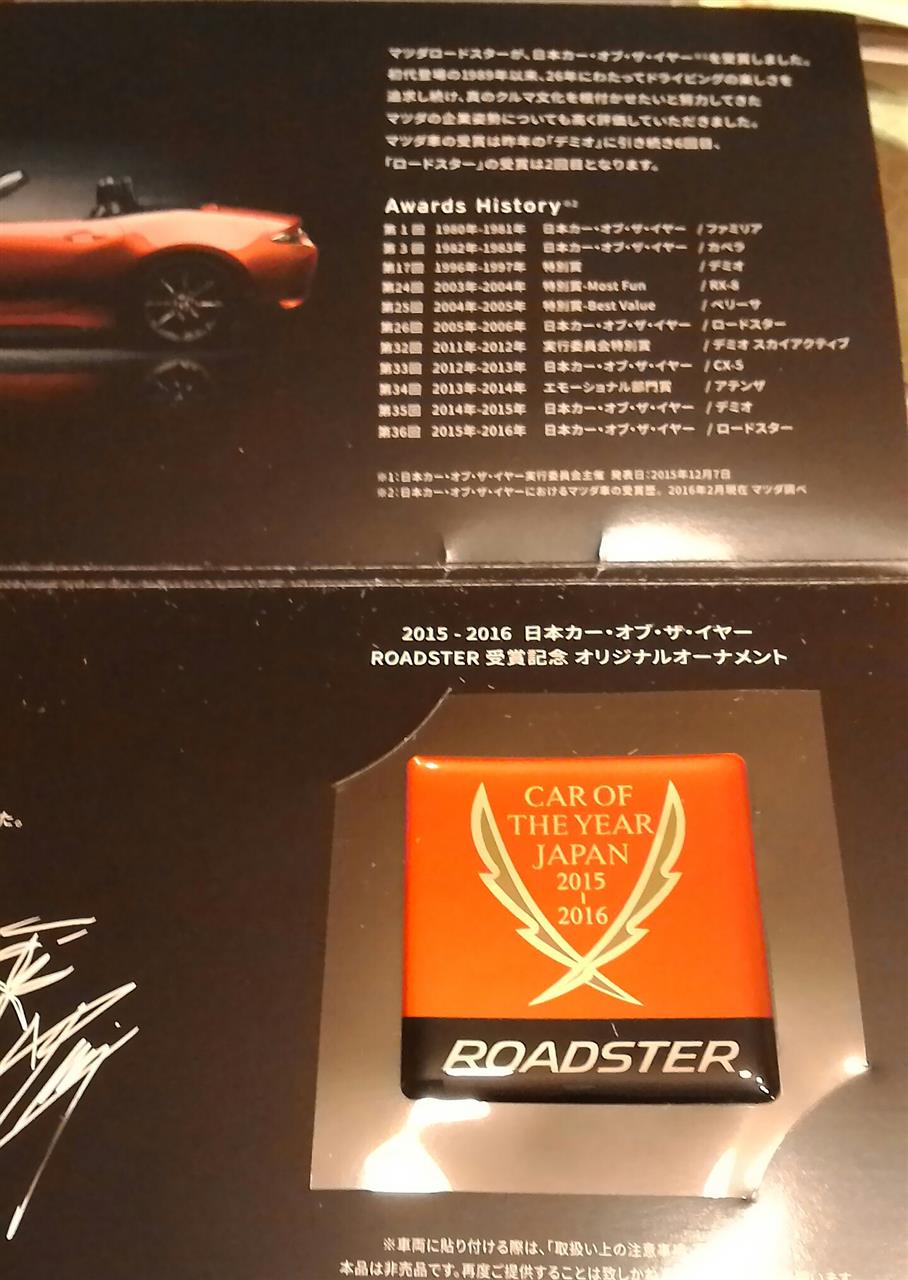 マツダロードスターが、日本カー・オブ・ザ・イヤー※1を受賞しました。
初代登場の1989年以来、26年にわたってドライビングの楽しさを
追求し続け、真のクルマ文化を根付かせたいと努力してきた
マツダの企業姿勢についても高く評価していただきました。
マツダ車の受賞は昨年の「デミオ」に引き続き6回目、
「ロードスター」の受賞は2回目となります。
Awards History※2
第1回 1980年-1981年 日本カー・オブ・ザ・イヤー /ファミリア
第3回 1982年-1983年 日本カー・オブ・ザ・イヤー /カペラ
第17回 1996年-1997年 特別賞 /デミオ
第24回 2003年-2004年 特別賞-Most Fun /RX-8
第25回 2004年-2005年 特別賞-Best Value /ベリーサ
第26回 2005年-2006年 日本カー・オブ・ザ・イヤー /ロードスター
第32回 2011年-2012年 実行委員会特別賞 /デミオ スカイアクティブ
第33回 2012年-2013年 日本カー・オブ・ザ・イヤー /CX-5
第34回 2013年-2014年 エモーショナル部門賞 /アテンザ
第35回 2014年-2015年 日本カー・オブ・ザ・イヤー /デミオ
第36回 2015年-2016年 日本カー・オブ・ザ・イヤー /ロードスター
※1:日本カー・オブ・ザ・イヤー実行委員会主催 発表日:2015年12月7日
※2:日本カー・オブ・ザ・イヤーにおけるマツダ車の受賞歴。2016年2月現在 マツダ調べ
2015-2016 日本カー・オブ・ザ・イヤー
ROADSTER 受賞記念 オリジナルオーナメント
CAR OF
THE YEAR
JAPAN
2015
-
2016
ROADSTER
た。
※車両に貼り付ける際は、「取扱い上の注意事項
本品は非売品です。再度ご提供することは致しかね